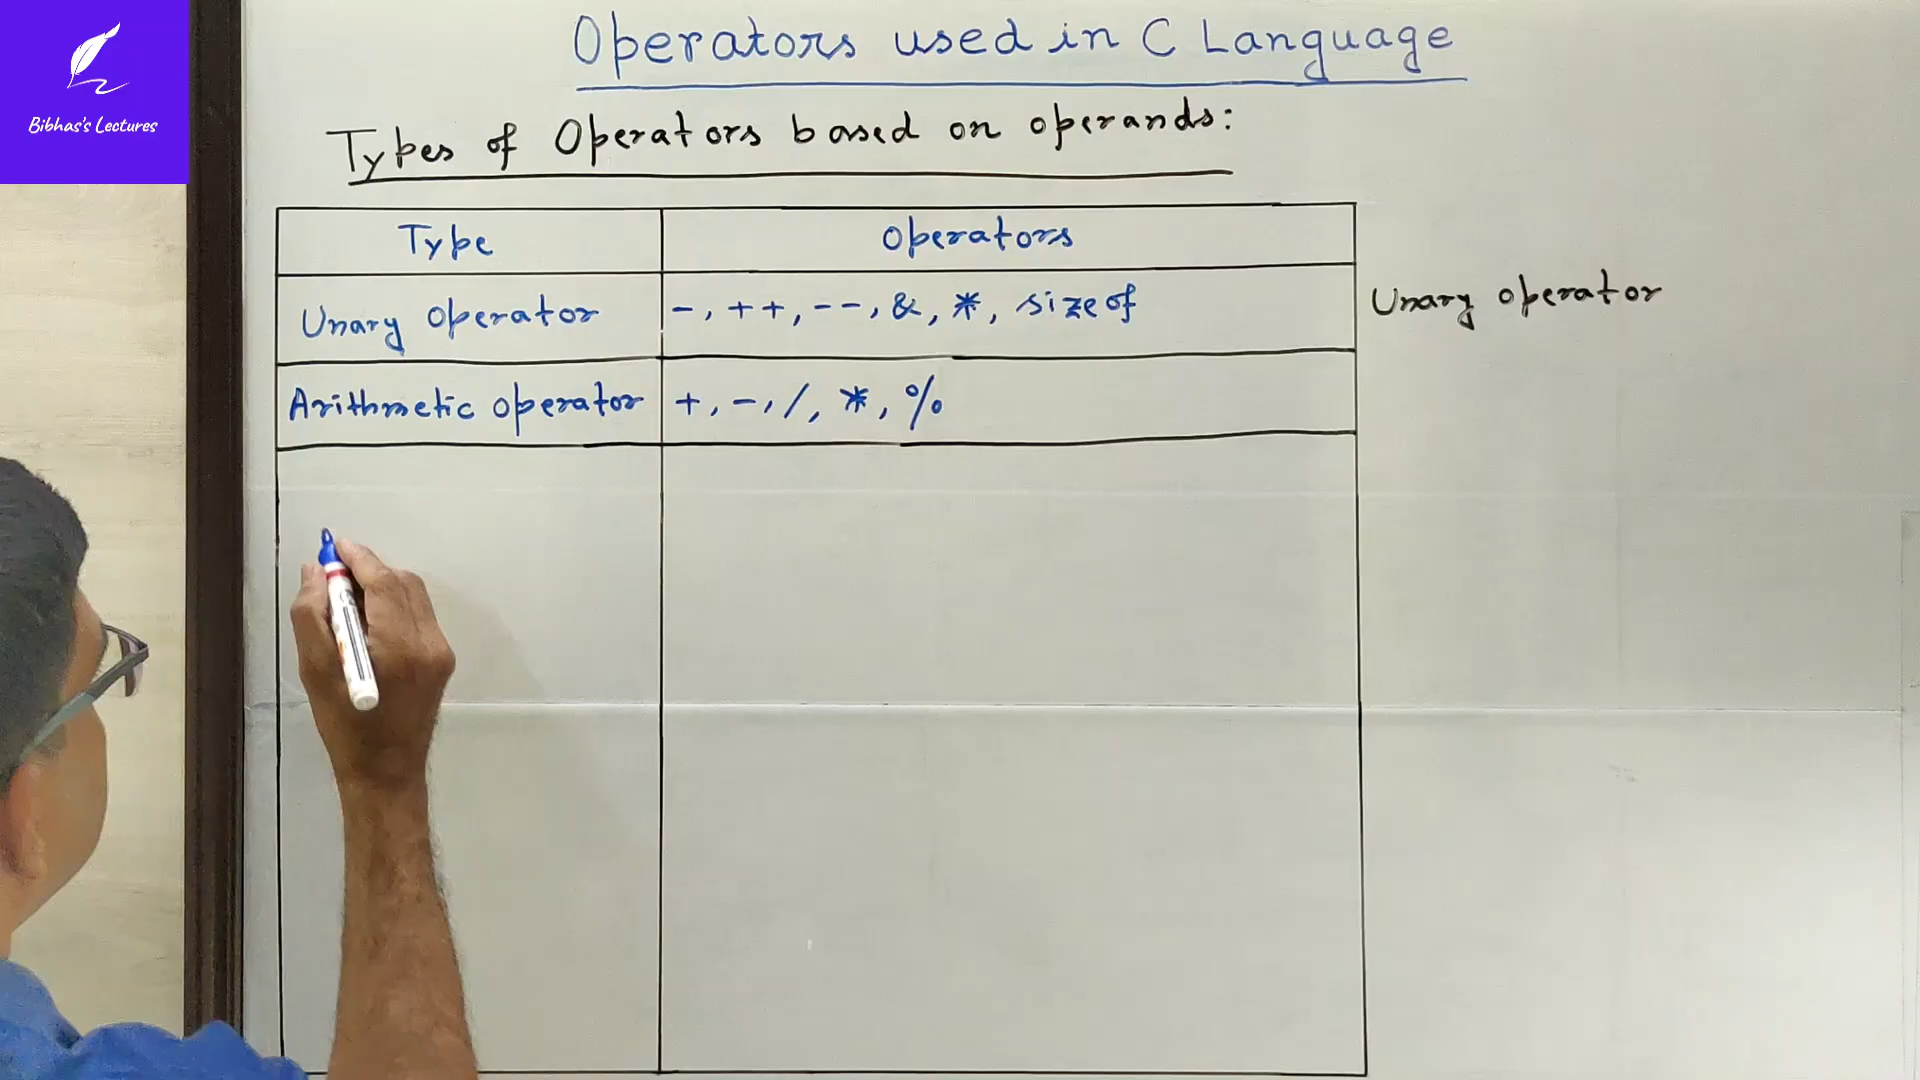 Bibhas's Lectures
Operators used in C Language
Types of Operators based on operands:
Type Operators
Unary operator -, ++, --, &, *, sizeof
Unary operator
Arithmetic operator +, -, /, *, %